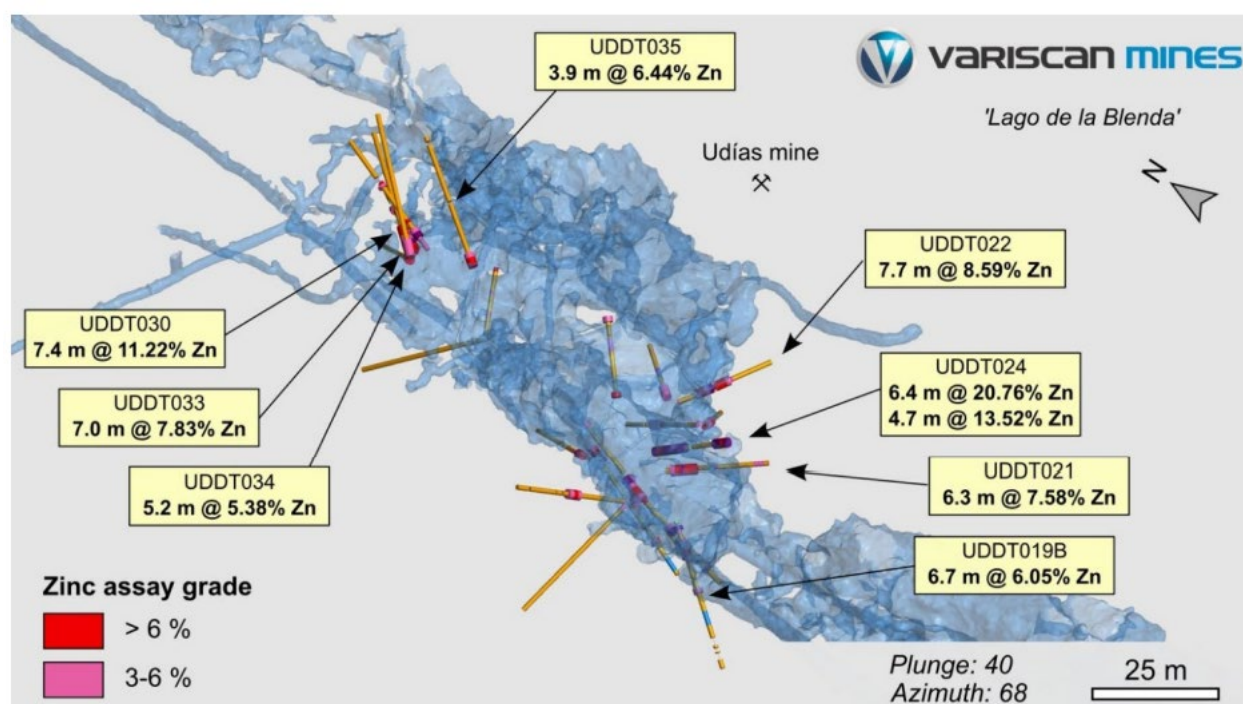 UDDT035
3.9 m @ 6.44% Zn
VARISCAN MINES
'Lago de la Blenda'
Udías mine
N
UDDT022
7.7 m @ 8.59% Zn
UDDT030
7.4 m @ 11.22% Zn
UDDT024
6.4 m @ 20.76% Zn
4.7 m @ 13.52% Zn
UDDT033
7.0 m @ 7.83% Zn
UDDT034
5.2 m @ 5.38% Zn
UDDT021
6.3 m @ 7.58% Zn
UDDT019B
6.7 m @ 6.05% Zn
Zinc assay grade
> 6 %
3-6 %
Plunge: 40
Azimuth: 68
25 m